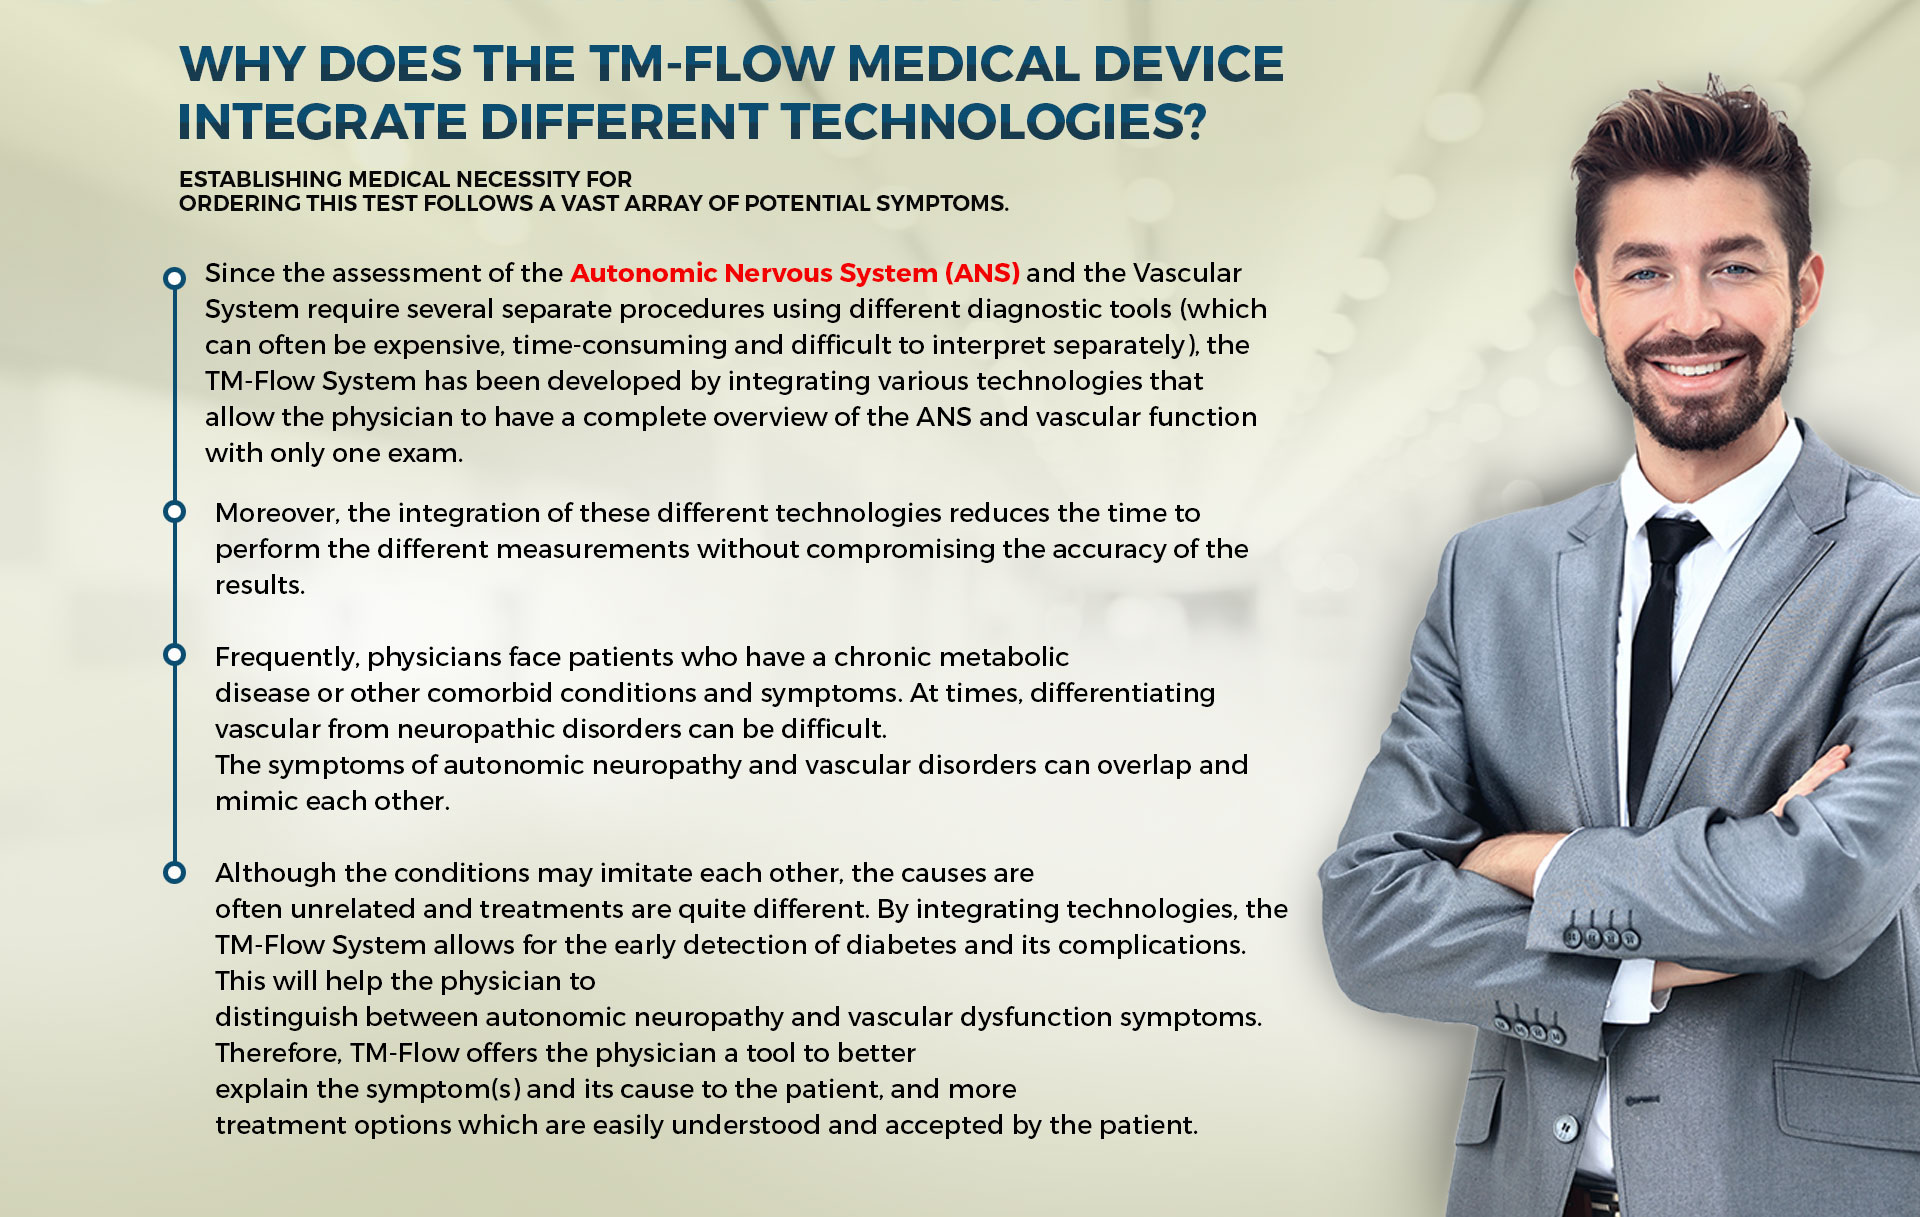 WHY DOES THE TM-FLOW MEDICAL DEVICE
INTEGRATE DIFFERENT TECHNOLOGIES?
ESTABLISHING MEDICAL NECESSITY FOR
ORDERING THIS TEST FOLLOWS A VAST ARRAY OF POTENTIAL SYMPTOMS.
Since the assessment of the Autonomic Nervous System (ANS) and the Vascular
System require several separate procedures using different diagnostic tools (which
can often be expensive, time-consuming and difficult to interpret separately), the
TM-Flow System has been developed by integrating various technologies that
allow the physician to have a complete overview of the ANS and vascular function
with only one exam.
Moreover, the integration of these different technologies reduces the time to
perform the different measurements without compromising the accuracy of the
results.
Frequently, physicians face patients who have a chronic metabolic
disease or other comorbid conditions and symptoms. At times, differentiating
vascular from neuropathic disorders can be difficult.
The symptoms of autonomic neuropathy and vascular disorders can overlap and
mimic each other.
Although the conditions may imitate each other, the causes are
often unrelated and treatments are quite different. By integrating technologies, the
TM-Flow System allows for the early detection of diabetes and its complications.
This will help the physician to
distinguish between autonomic neuropathy and vascular dysfunction symptoms.
Therefore, TM-Flow offers the physician a tool to better
explain the symptom(s) and its cause to the patient, and more
treatment options which are easily understood and accepted by the patient.